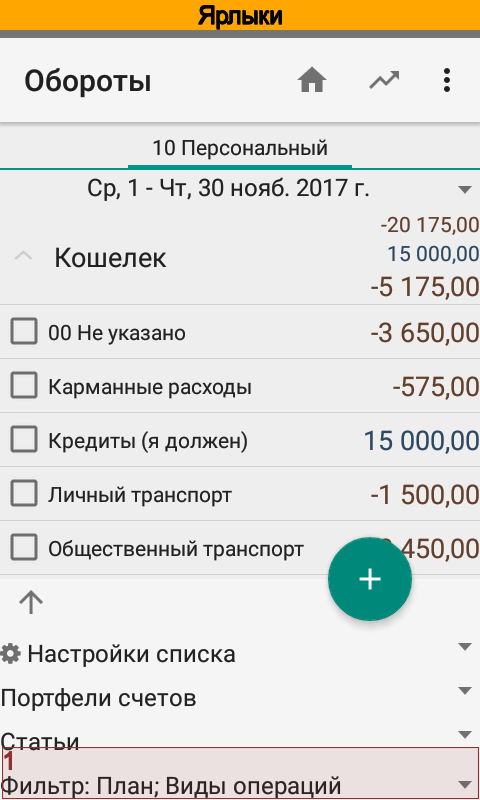 Ярлыки
Обороты
10 Персональный
Ср, 1 - Чт, 30 нояб. 2017 г.
-20 175,00
15 000,00
Кошелек
-5 175,00
00 Не указано -3 650,00
Карманные расходы -575,00
Кредиты (я должен) 15 000,00
Личный транспорт -1 500,00
Общественный транспорт 450,00
Настройки списка
Портфели счетов
Статьи
1
Фильтр: План; Виды операций